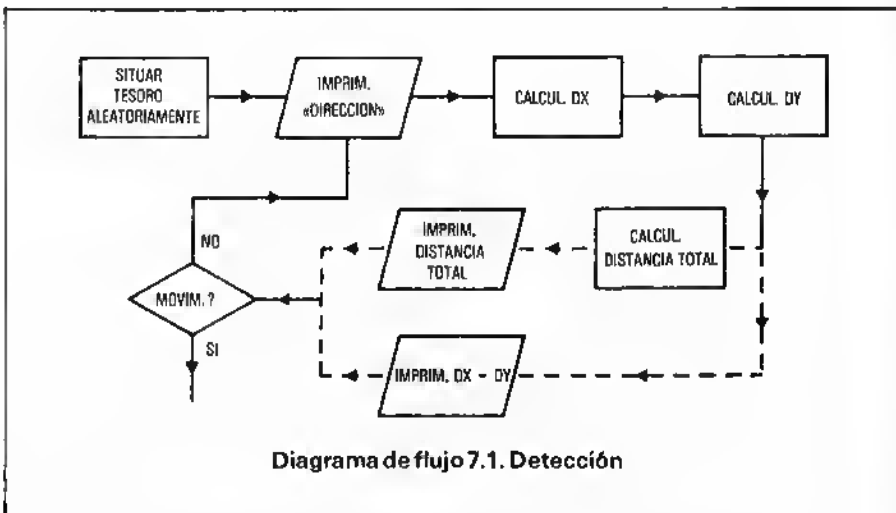 SITUAR
TESORO
ALEATORIAMENTE
IMPRIM.
«DIRECCION»
CALCUL. DX
CALCUL. DY
NO
IMPRIM.
DISTANCIA
TOTAL
CALCUL.
DISTANCIA TOTAL
MOVIM.?
SI
IMPRIM. DX - DY
Diagrama de flujo 7.1. Detección